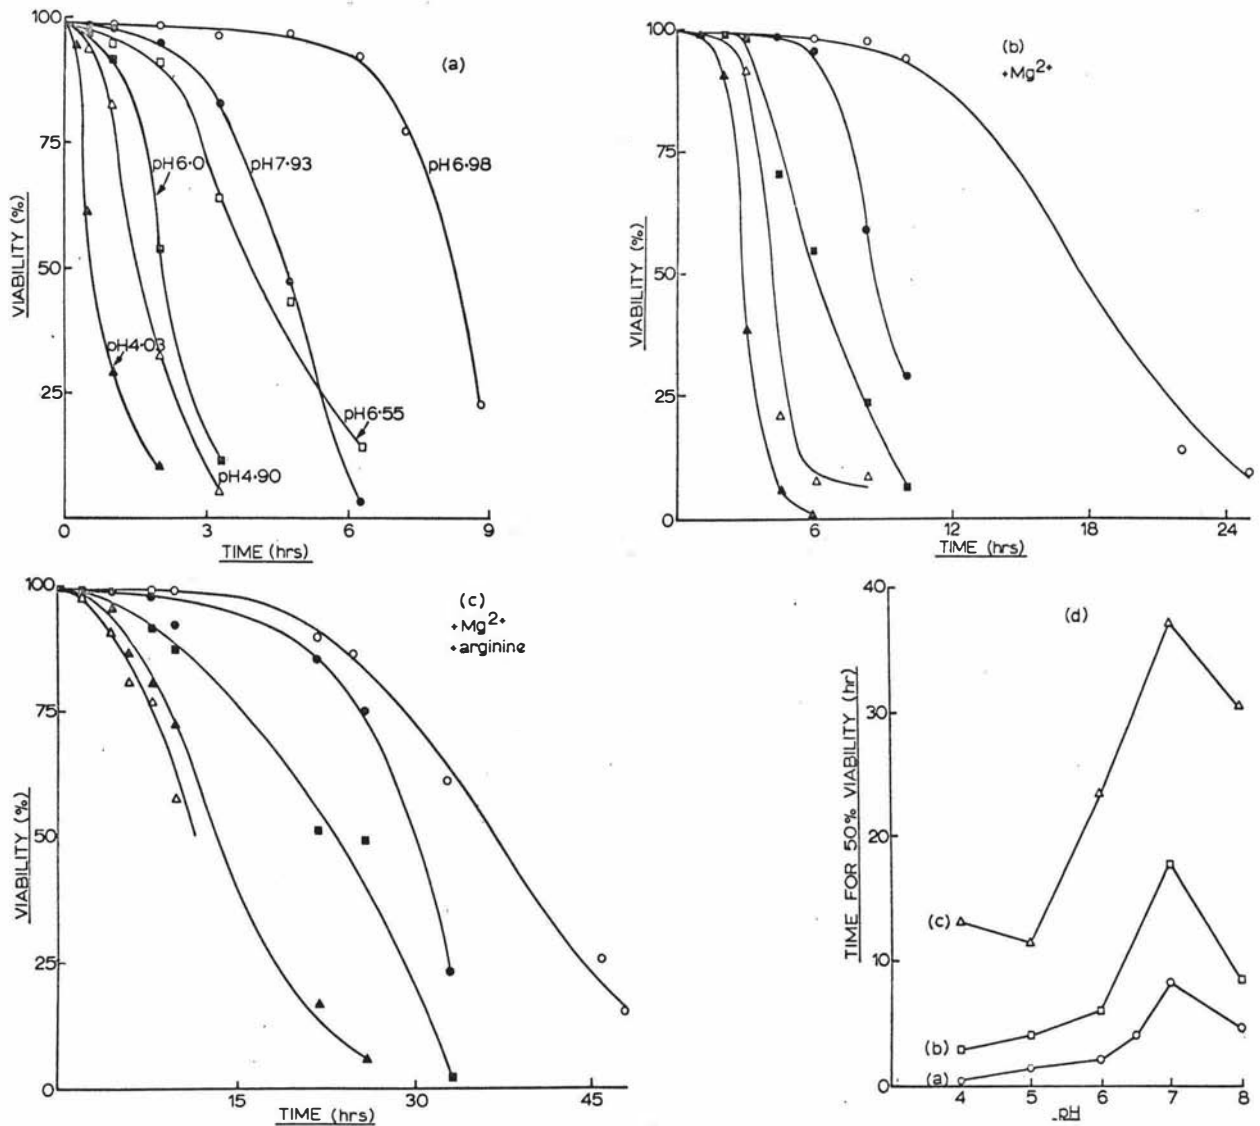 100
75
50
25
VIABILITY (%)
(a)
pH6·0
pH7·93
pH6·98
pH4·03
pH6·55
pH4·90
0 3 6 9
TIME (hrs)
100
75
50
25
0
VIABILITY (%)
(b)
+Mg2+
6 12 18 24
TIME (hrs)
100
75
50
25
0
VIABILITY (%)
(c)
+Mg2+
+arginine
15 30 45
TIME (hrs)
40
30
20
10
0
TIME FOR 50% VIABILITY (hr)
(d)
(c)
(b)
(a)
4 5 6 7 8
pH